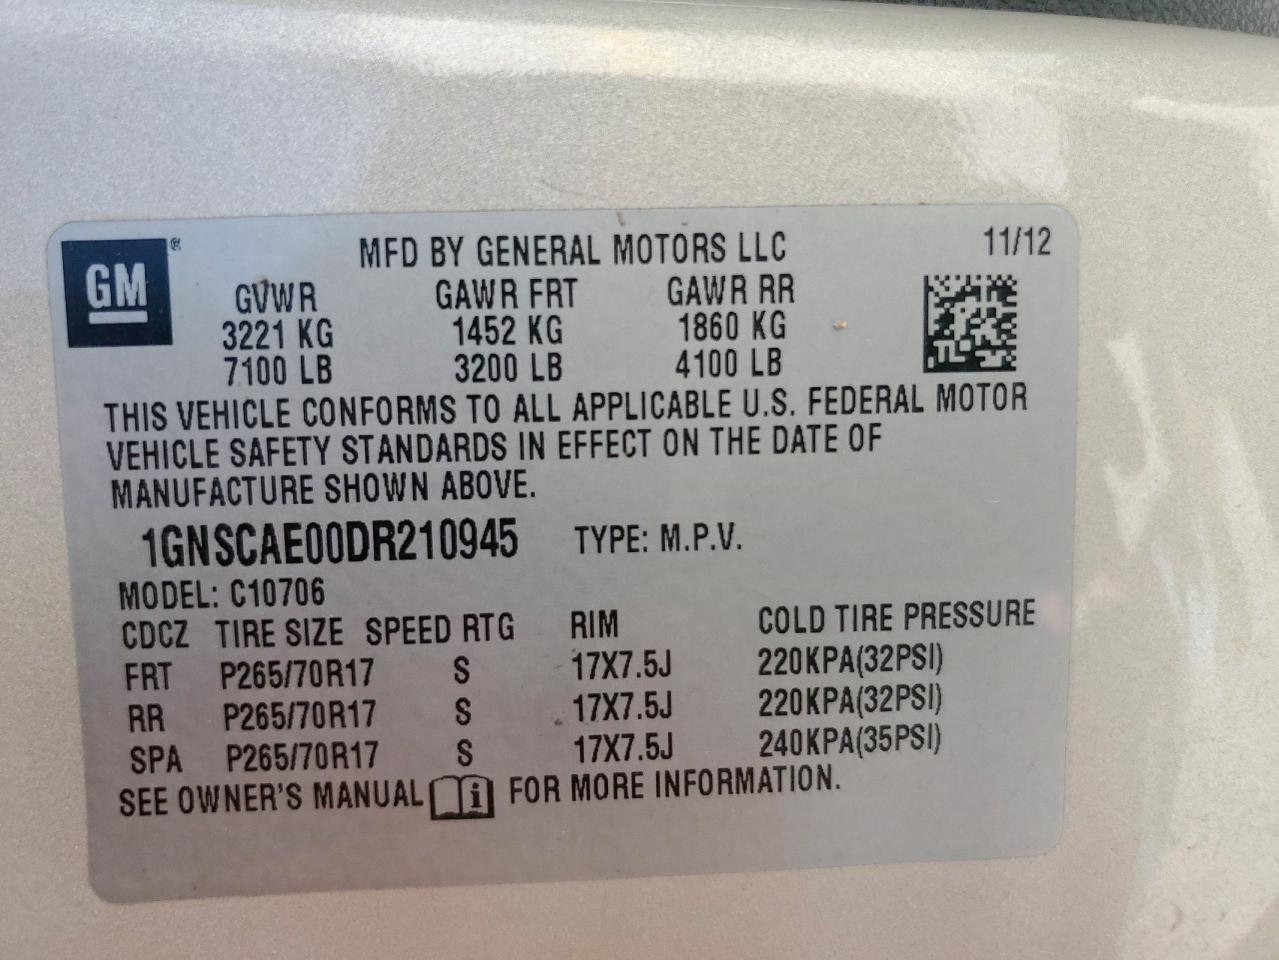 GM ® MFD BY GENERAL MOTORS LLC 11/12
GVWR GAWR FRT GAWR RR
3221 KG 1452 KG 1860 KG
7100 LB 3200 LB 4100 LB
THIS VEHICLE CONFORMS TO ALL APPLICABLE U.S. FEDERAL MOTOR
VEHICLE SAFETY STANDARDS IN EFFECT ON THE DATE OF
MANUFACTURE SHOWN ABOVE.
1GNSCAE00DR210945 TYPE: M.P.V.
MODEL: C10706
CDCZ TIRE SIZE SPEED RTG RIM COLD TIRE PRESSURE
FRT P265/70R17 S 17X7.5J 220KPA(32PSI)
RR P265/70R17 S 17X7.5J 220KPA(32PSI)
SPA P265/70R17 S 17X7.5J 240KPA(35PSI)
SEE OWNER'S MANUAL i FOR MORE INFORMATION.